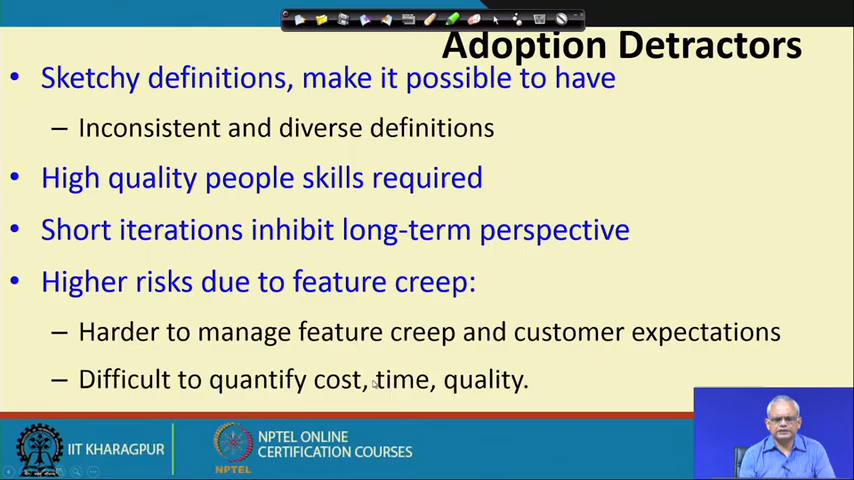 Adoption Detractors
• Sketchy definitions, make it possible to have
– Inconsistent and diverse definitions
• High quality people skills required
• Short iterations inhibit long-term perspective
• Higher risks due to feature creep:
– Harder to manage feature creep and customer expectations
– Difficult to quantify cost, time, quality.
IIT KHARAGPUR
NPTEL
NPTEL ONLINE
CERTIFICATION COURSES